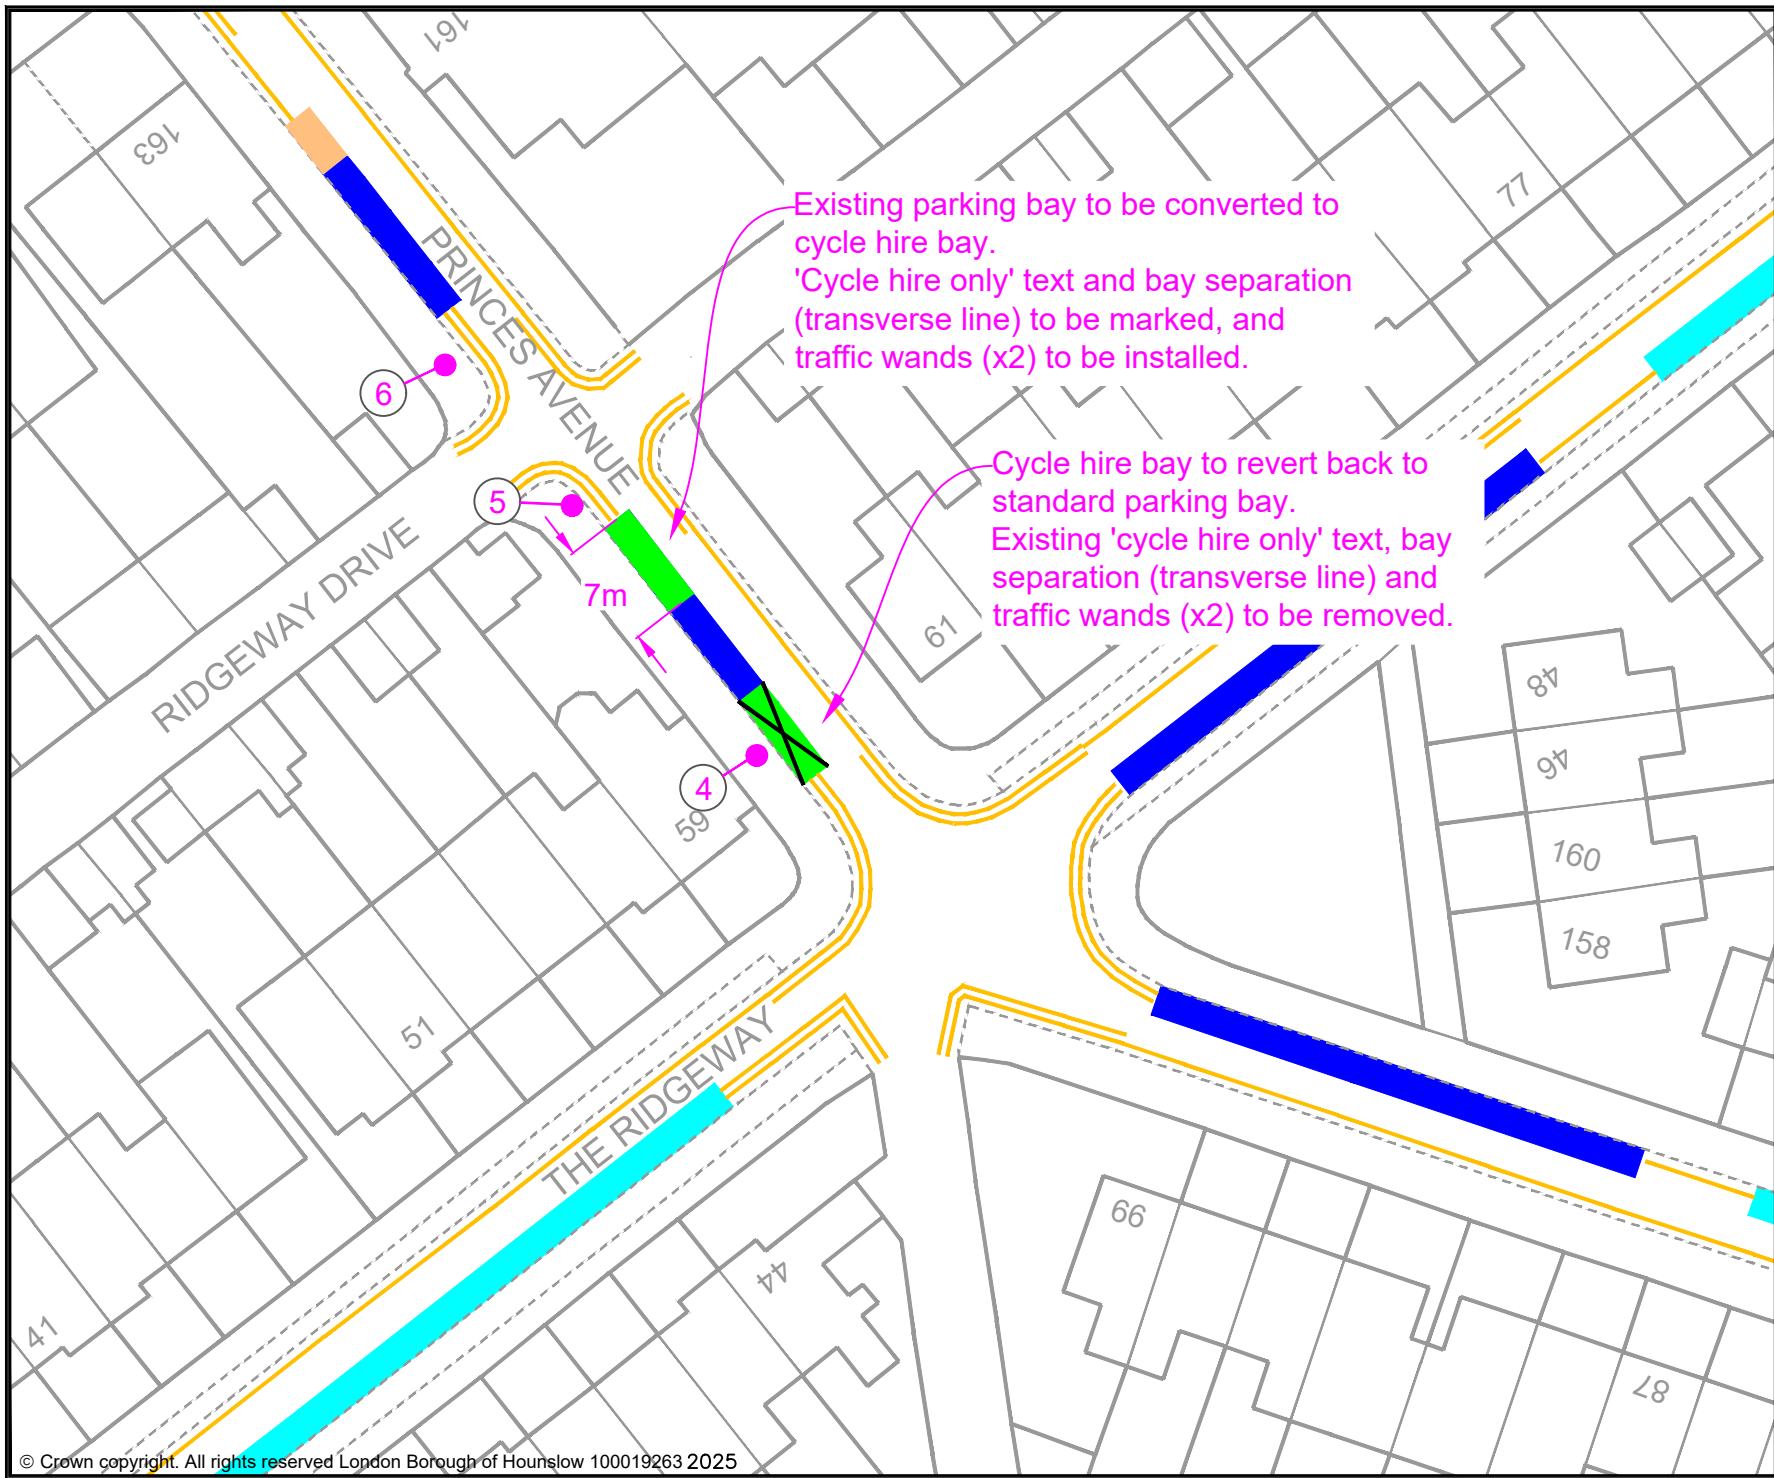 161
163
77
Existing parking bay to be converted to
cycle hire bay.
'Cycle hire only' text and bay separation
(transverse line) to be marked, and
traffic wands (x2) to be installed.
PRINCES AVENUE
6
Cycle hire bay to revert back to
standard parking bay.
Existing 'cycle hire only' text, bay
separation (transverse line) and
traffic wands (x2) to be removed.
5
RIDGEWAY DRIVE
7m
61
48
46
4
59
160
158
51
THE RIDGEWAY
66
44
41
87
© Crown copyright. All rights reserved London Borough of Hounslow 100019263 2025